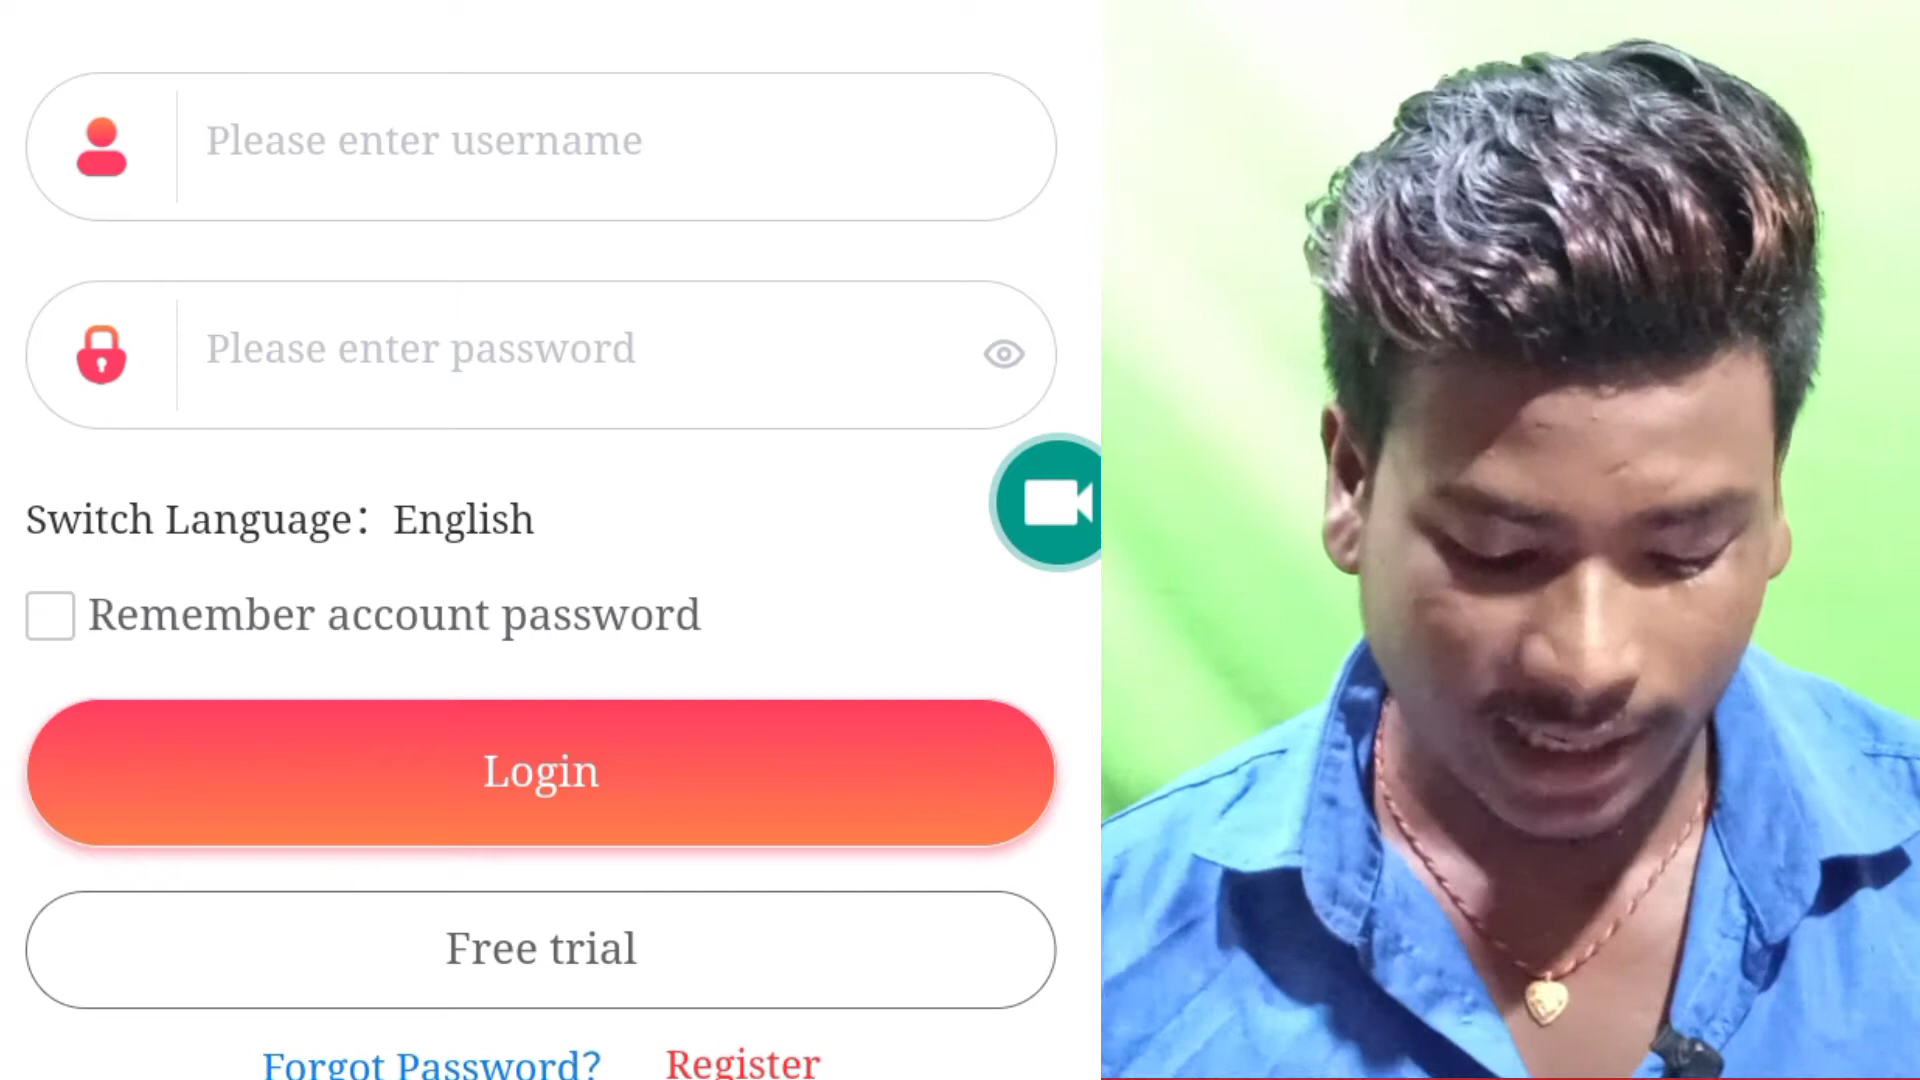 Please enter username
Please enter password
Switch Language： English
Remember account password
Login
Free trial
Forgot Password?
Register